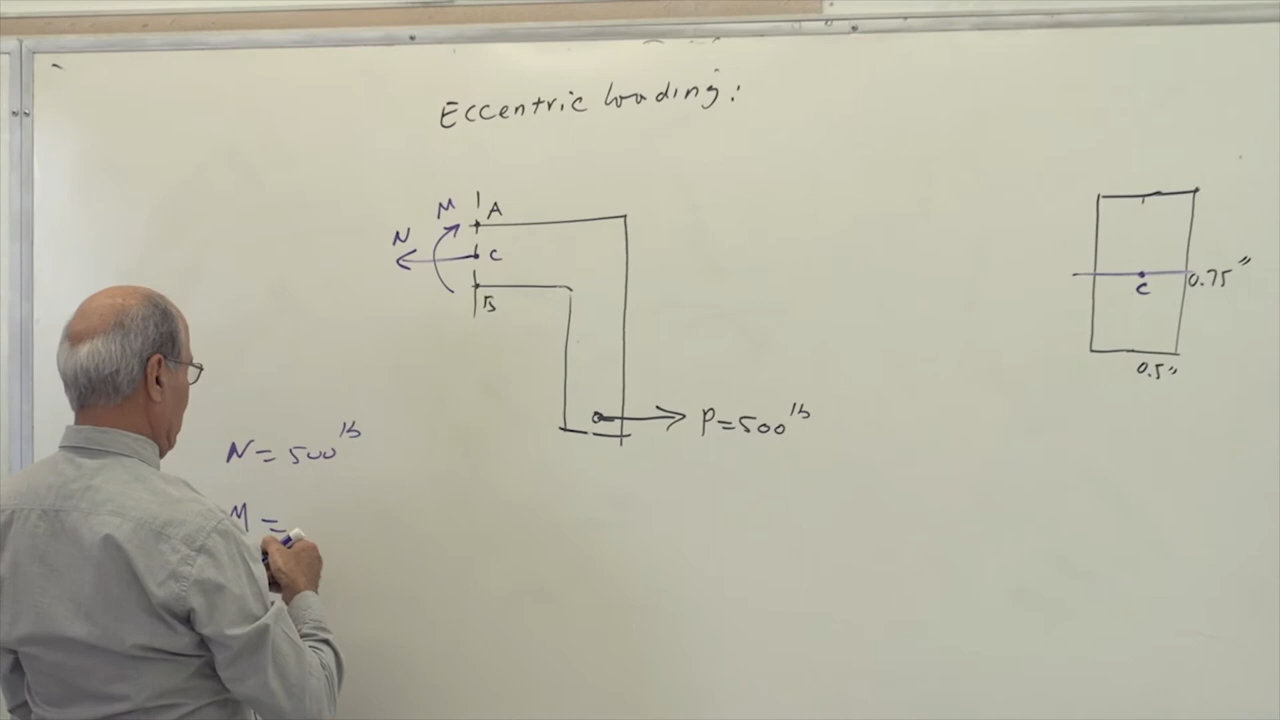 Eccentric loading:
M
A
N
C
B
P=500 lb
C
0.75"
0.5"
N = 500 lb
M =